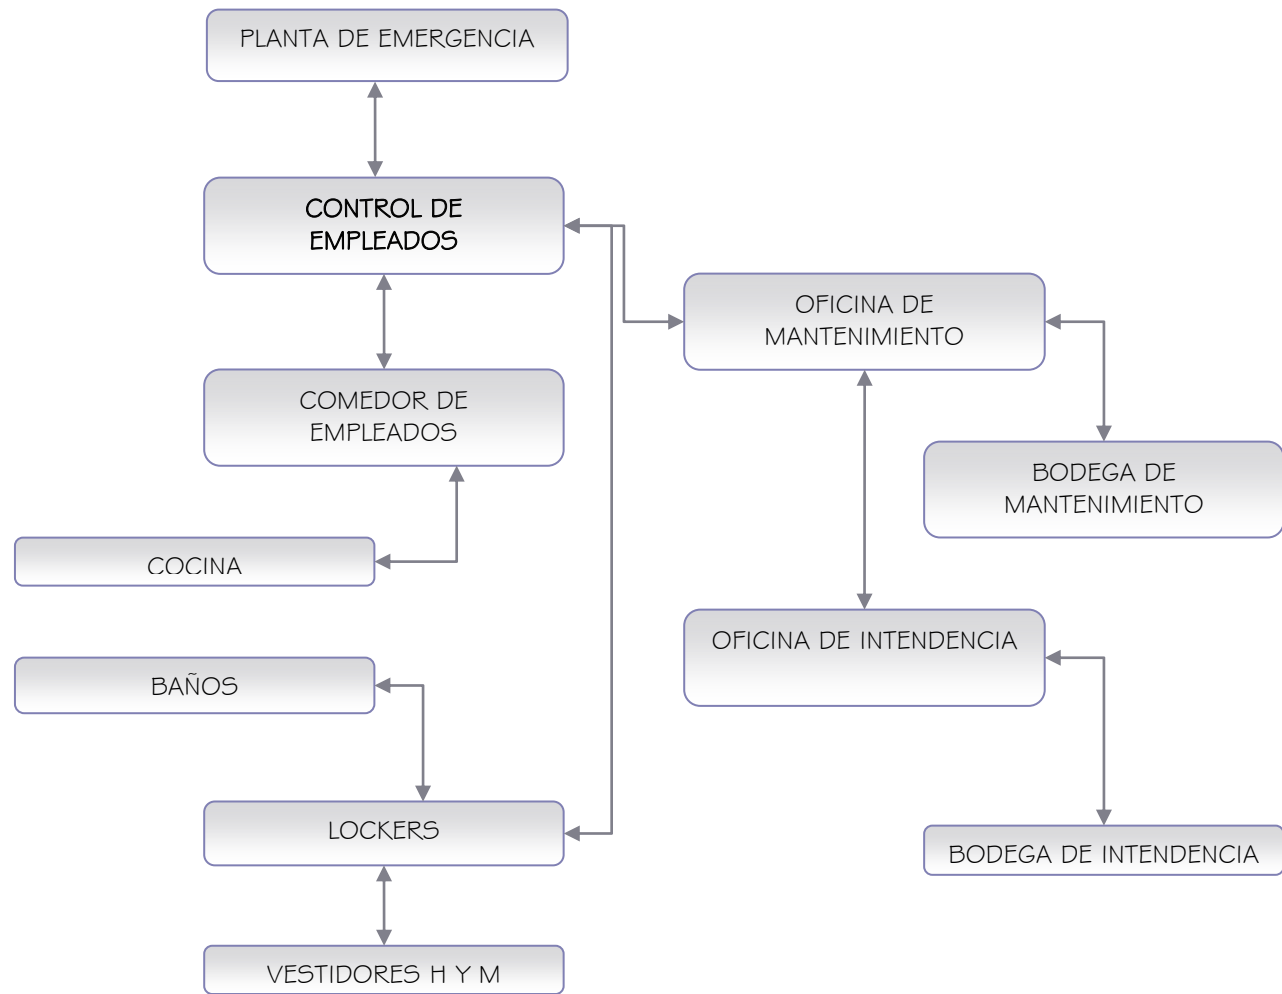 PLANTA DE EMERGENCIA
CONTROL DE
EMPLEADOS
OFICINA DE
MANTENIMIENTO
COMEDOR DE
EMPLEADOS
BODEGA DE
MANTENIMIENTO
COCINA
OFICINA DE INTENDENCIA
BAÑOS
LOCKERS
BODEGA DE INTENDENCIA
VESTIDORES H Y M